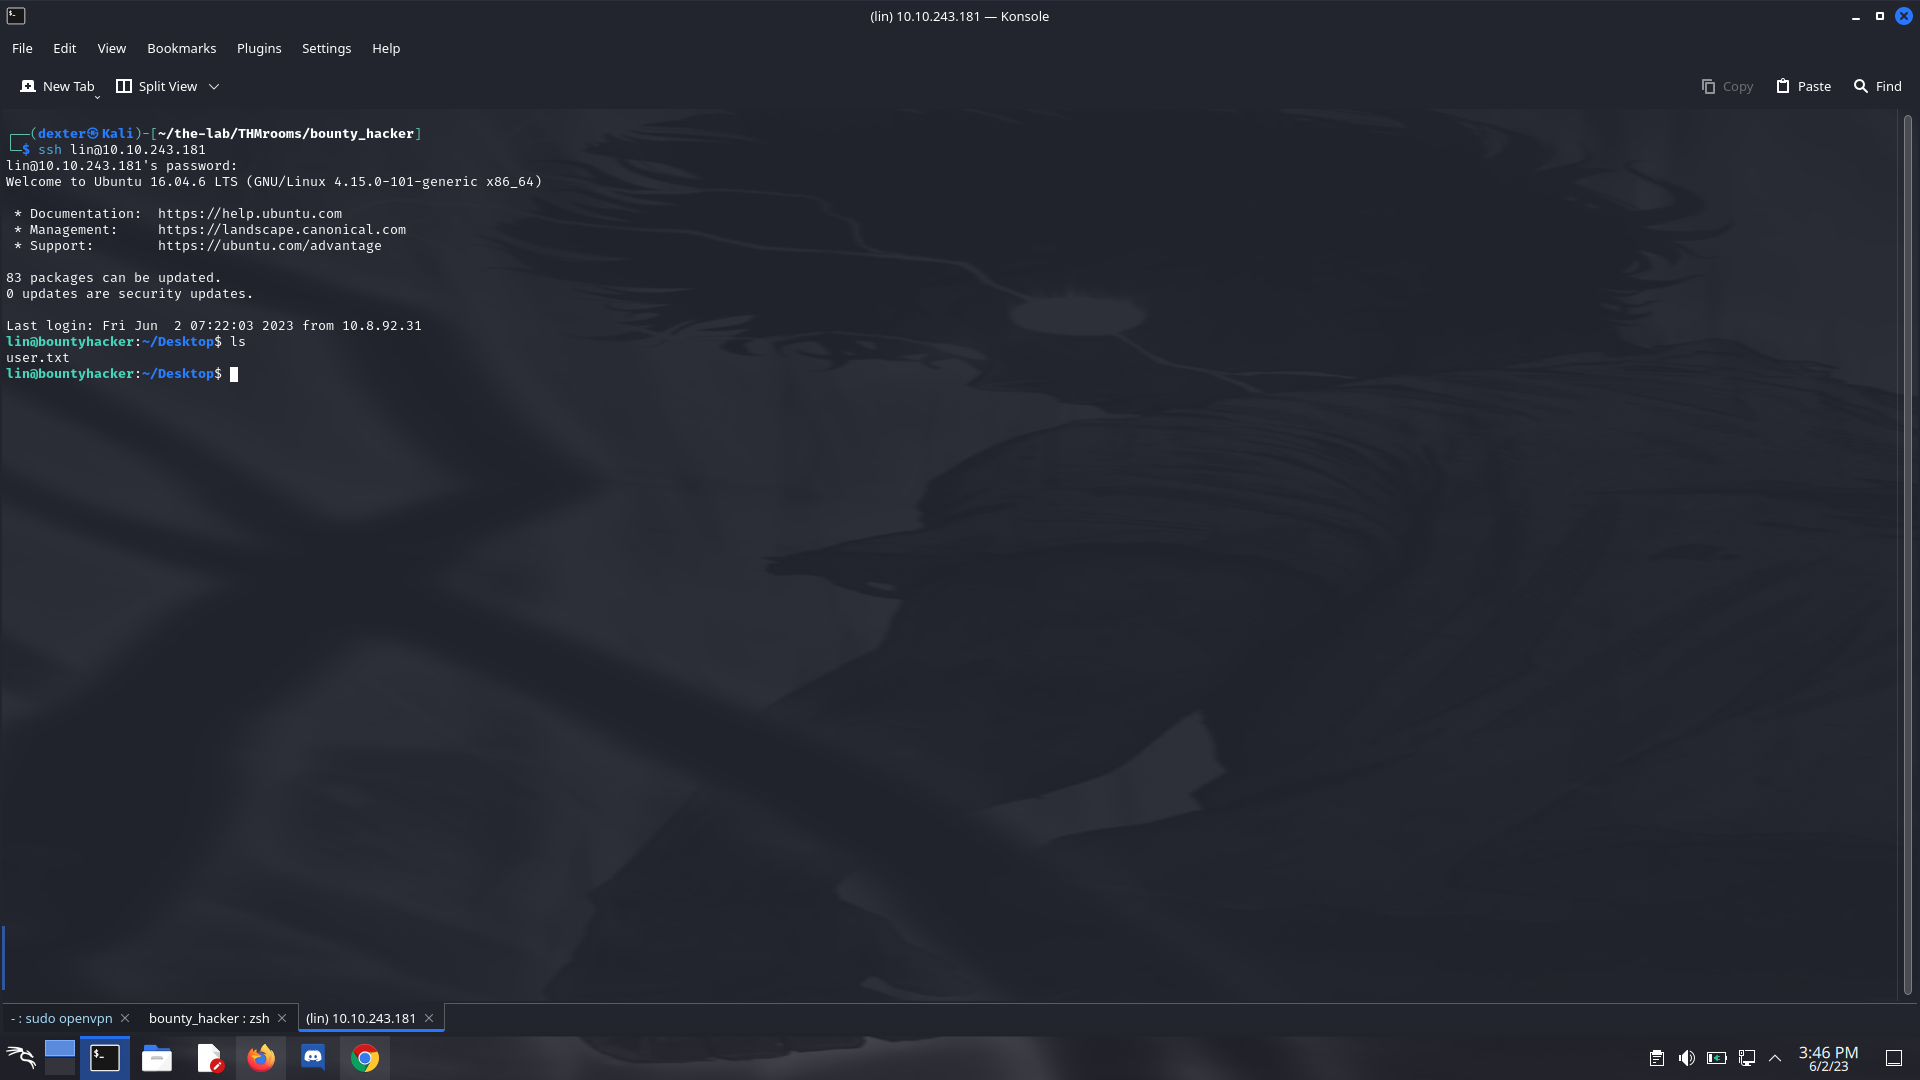 (lin) 10.10.243.181 — Konsole
File Edit View Bookmarks Plugins Settings Help
New Tab Split View Copy Paste Find
┌──(dexter㉿Kali)-[~/the-lab/THMrooms/bounty_hacker]
└─$ ssh lin@10.10.243.181
lin@10.10.243.181's password:
Welcome to Ubuntu 16.04.6 LTS (GNU/Linux 4.15.0-101-generic x86_64)
 * Documentation:  https://help.ubuntu.com
 * Management:     https://landscape.canonical.com
 * Support:        https://ubuntu.com/advantage
83 packages can be updated.
0 updates are security updates.
Last login: Fri Jun  2 07:22:03 2023 from 10.8.92.31
lin@bountyhacker:~/Desktop$ ls
user.txt
lin@bountyhacker:~/Desktop$
- : sudo openvpn bounty_hacker : zsh (lin) 10.10.243.181
3:46 PM
6/2/23